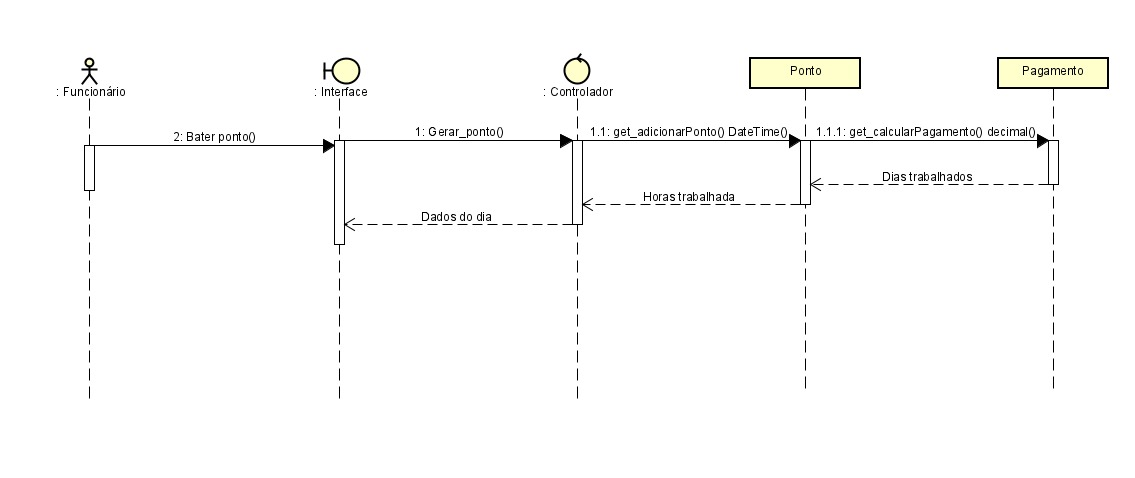 : Funcionário
: Interface
: Controlador
Ponto
Pagamento
2: Bater ponto()
1: Gerar_ponto()
1.1: get_adicionarPonto() DateTime()
1.1.1: get_calcularPagamento() decimal()
Dias trabalhados
Horas trabalhada
Dados do dia